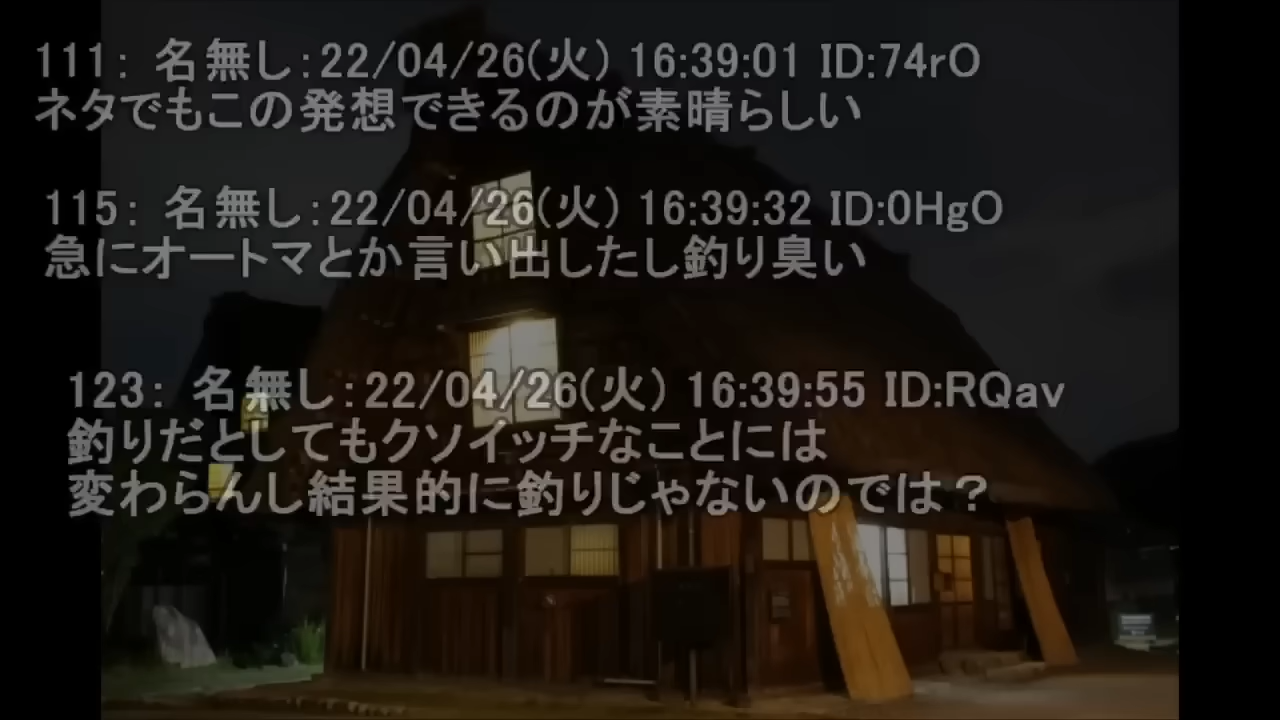 111: 名無し:22/04/26(火) 16:39:01 ID:74rO
ネタでもこの発想できるのが素晴らしい
115: 名無し:22/04/26(火) 16:39:32 ID:0HgO
急にオートマとか言い出したし釣り臭い
123: 名無し:22/04/26(火) 16:39:55 ID:RQav
釣りだとしてもクソイッチなことには
変わらんし結果的に釣りじゃないのでは？